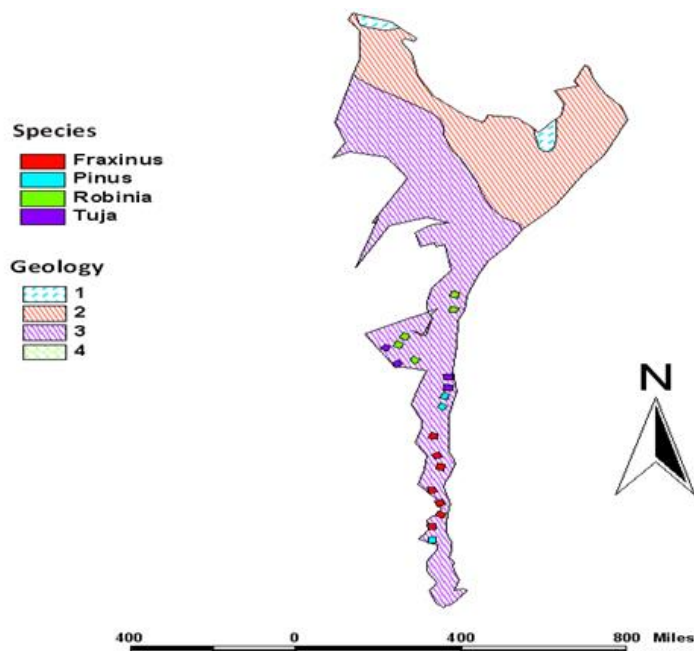 Species
Fraxinus
Pinus
Robinia
Tuja
Geology
1
2
3
4
N
400 0 400 800 Miles